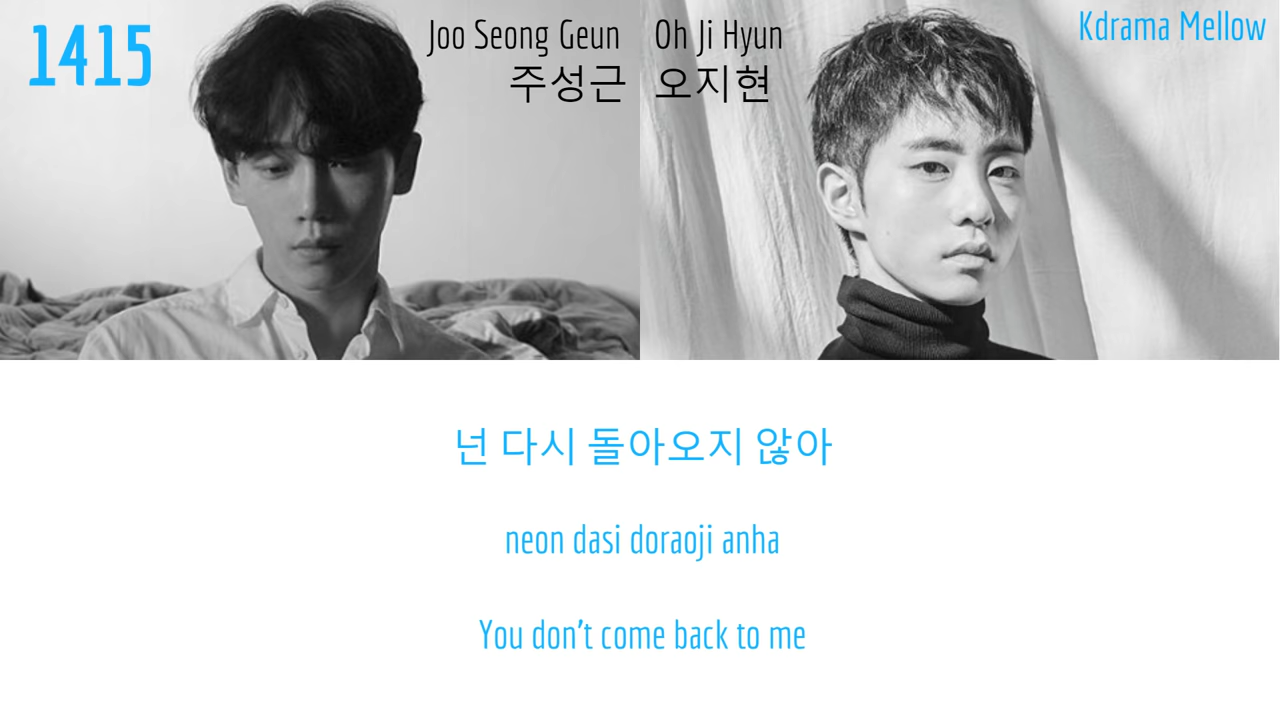 1415
Joo Seong Geun
주성근
Oh Ji Hyun
오지현
Kdrama Mellow
넌 다시 돌아오지 않아
neon dasi doraoji anha
You don't come back to me